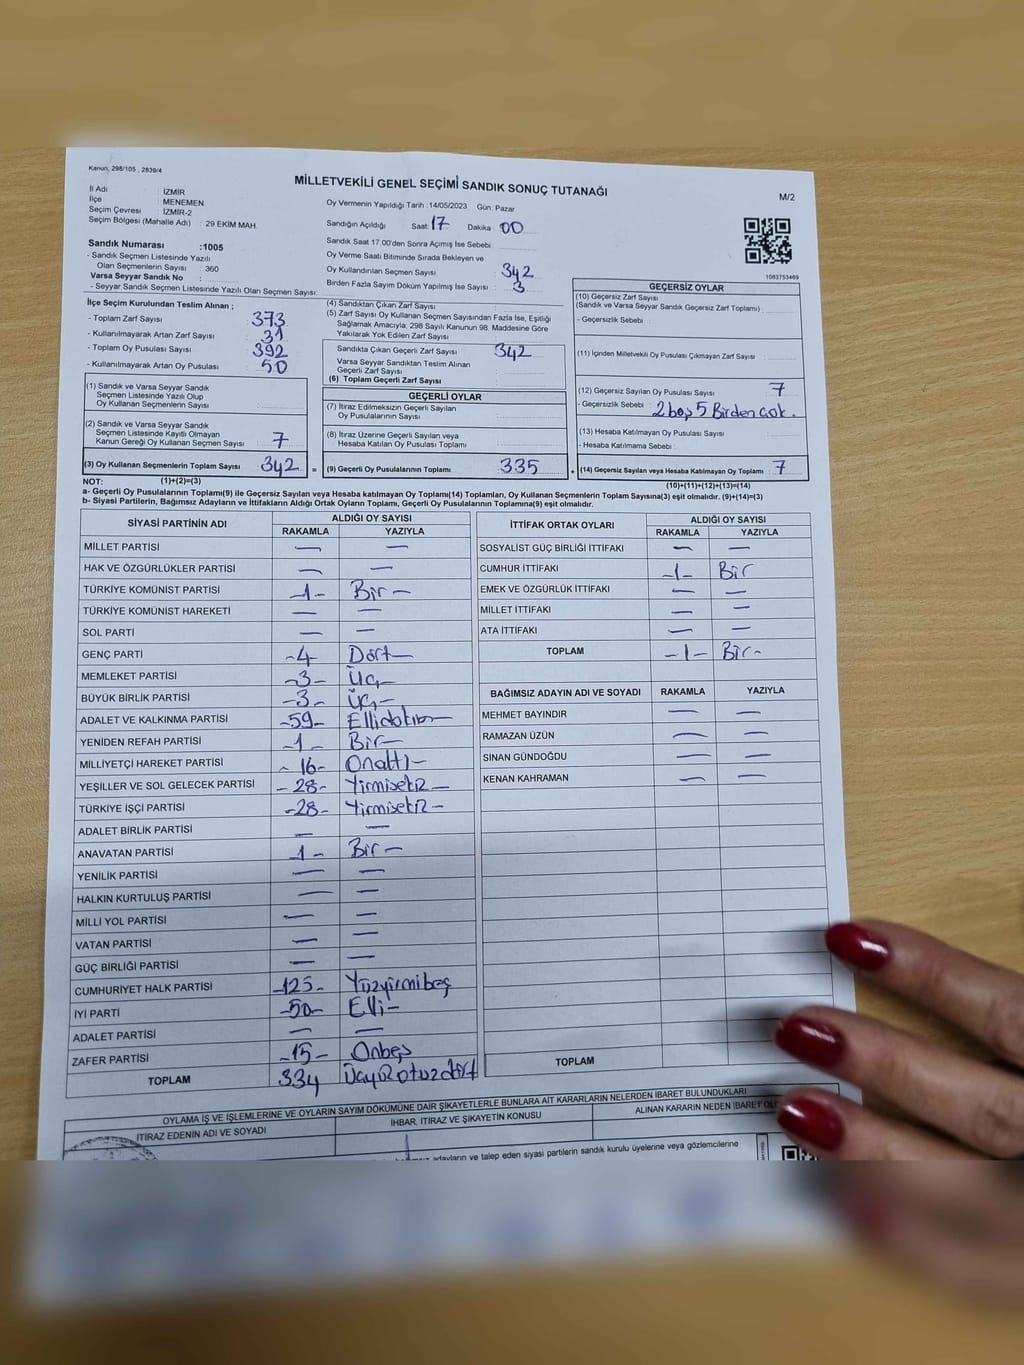 Kanun, 298/105 , 2839/4
MİLLETVEKİLİ GENEL SEÇİMİ SANDIK SONUÇ TUTANAĞI
M/2
İl Adı : İZMİR
İlçe : MENEMEN
Seçim Çevresi : İZMİR-2
Seçim Bölgesi (Mahalle Adı) : 29 EKİM MAH.
Oy Vermenin Yapıldığı Tarih : 14/05/2023 Gün: Pazar
Sandığın Açıldığı Saat: 17 Dakika 00
Sandık Saat 17.00'den Sonra Açımış İse Sebebi :
Oy Verme Saati Bitiminde Sırada Bekleyen ve
Oy Kullandırılan Seçmen Sayısı : 342
Birden Fazla Sayım Döküm Yapılmış İse Sayısı : 3
1083753469
Sandık Numarası :1005
- Sandık Seçmen Listesinde Yazılı
Olan Seçmenlerin Sayısı : 360
Varsa Seyyar Sandık No :
- Seyyar Sandık Seçmen Listesinde Yazılı Olan Seçmen Sayısı:
İlçe Seçim Kurulundan Teslim Alınan ;
- Toplam Zarf Sayısı 373
- Kullanılmayarak Artan Zarf Sayısı : 31
- Toplam Oy Pusulası Sayısı 392
- Kullanılmayarak Artan Oy Pusulası : 50
(1) Sandık ve Varsa Seyyar Sandık
Seçmen Listesinde Yazılı Olup
Oy Kullanan Seçmenlerin Sayısı :
(2) Sandık ve Varsa Seyyar Sandık
Seçmen Listesinde Kayıtlı Olmayan
Kanun Gereği Oy Kullanan Seçmen Sayısı : 7
(3) Oy Kullanan Seçmenlerin Toplam Sayısı : 342 =
(1)+(2)=(3)
(4) Sandıktan Çıkan Zarf Sayısı :
(5) Zarf Sayısı Oy Kullanan Seçmen Sayısından Fazla İse, Eşitliği
Sağlamak Amacıyla; 298 Sayılı Kanunun 98. Maddesine Göre
Yakılarak Yok Edilen Zarf Sayısı :
Sandıkta Çıkan Geçerli Zarf Sayısı : 342
Varsa Seyyar Sandıktan Teslim Alınan
Geçerli Zarf Sayısı :
(6) Toplam Geçerli Zarf Sayısı :
GEÇERLİ OYLAR
(7) İtiraz Edilmeksizin Geçerli Sayılan
Oy Pusulalarının Sayısı :
(8) İtiraz Üzerine Geçerli Sayılan veya
Hesaba Katılan Oy Pusulası Toplamı :
(9) Geçerli Oy Pusulalarının Toplamı : 335
GEÇERSİZ OYLAR
(10) Geçersiz Zarf Sayısı
(Sandık ve Varsa Seyyar Sandık Geçersiz Zarf Toplamı) :
- Geçersizlik Sebebi :
(11) İçinden Milletvekili Oy Pusulası Çıkmayan Zarf Sayısı :
(12) Geçersiz Sayılan Oy Pusulası Sayısı : 7
- Geçersizlik Sebebi : 2 boş 5 Birden çok.
(13) Hesaba Katılmayan Oy Pusulası Sayısı :
- Hesaba Katılmama Sebebi :
(14) Geçersiz Sayılan veya Hesaba Katılmayan Oy Toplamı : 7
(10)+(11)+(12)+(13)=(14)
NOT:
a- Geçerli Oy Pusulalarının Toplamı(9) ile Geçersiz Sayılan veya Hesaba katılmayan Oy Toplamı(14) Toplamları, Oy Kullanan Seçmenlerin Toplam Sayısına(3) eşit olmalıdır. (9)+(14)=(3)
b- Siyasi Partilerin, Bağımsız Adayların ve İttifakların Aldığı Ortak Oyların Toplamı, Geçerli Oy Pusulalarının Toplamına(9) eşit olmalıdır.
SİYASİ PARTİNİN ADI ALDIĞI OY SAYISI
RAKAMLA YAZIYLA
MİLLET PARTİSİ — —
HAK VE ÖZGÜRLÜKLER PARTİSİ — —
TÜRKİYE KOMÜNİST PARTİSİ -1- Bir -
TÜRKİYE KOMÜNİST HAREKETİ — —
SOL PARTİ — —
GENÇ PARTİ -4 Dört -
MEMLEKET PARTİSİ -3- Üç -
BÜYÜK BİRLİK PARTİSİ -3- Üç -
ADALET VE KALKINMA PARTİSİ -59- Ellidokuz -
YENİDEN REFAH PARTİSİ -1- Bir -
MİLLİYETÇİ HAREKET PARTİSİ - 16- Onaltı -
YEŞİLLER VE SOL GELECEK PARTİSİ - 28- Yirmisekiz -
TÜRKİYE İŞÇİ PARTİSİ -28- Yirmisekiz -
ADALET BİRLİK PARTİSİ — —
ANAVATAN PARTİSİ -1- Bir -
YENİLİK PARTİSİ — —
HALKIN KURTULUŞ PARTİSİ — —
MİLLİ YOL PARTİSİ — —
VATAN PARTİSİ — —
GÜÇ BİRLİĞİ PARTİSİ — —
CUMHURİYET HALK PARTİSİ -125- Yüzyirmibeş
İYİ PARTİ -50- Elli -
ADALET PARTİSİ — —
ZAFER PARTİSİ -15- Onbeş
TOPLAM 334 Üçyüzotuzdört
İTTİFAK ORTAK OYLARI ALDIĞI OY SAYISI
RAKAMLA YAZIYLA
SOSYALİST GÜÇ BİRLİĞİ İTTİFAKI — —
CUMHUR İTTİFAKI -1- Bir
EMEK VE ÖZGÜRLÜK İTTİFAKI — —
MİLLET İTTİFAKI — —
ATA İTTİFAKI — —
TOPLAM -1- Bir -
BAĞIMSIZ ADAYIN ADI VE SOYADI RAKAMLA YAZIYLA
MEHMET BAYINDIR — —
RAMAZAN ÜZÜN — —
SİNAN GÜNDOĞDU — —
KENAN KAHRAMAN — —
TOPLAM
OYLAMA İŞ VE İŞLEMLERİNE VE OYLARIN SAYIM DÖKÜMÜNE DAİR ŞİKAYETLERLE BUNLARA AİT KARARLARIN NELERDEN İBARET BULUNDUKLARI
İTİRAZ EDENİN ADI VE SOYADI İHBAR, İTİRAZ VE ŞİKAYETİN KONUSU ALINAN KARARIN NEDEN İBARET
adayların ve talep eden siyasi partilerin sandık kurulu üyelerine veya gözlemcilerine